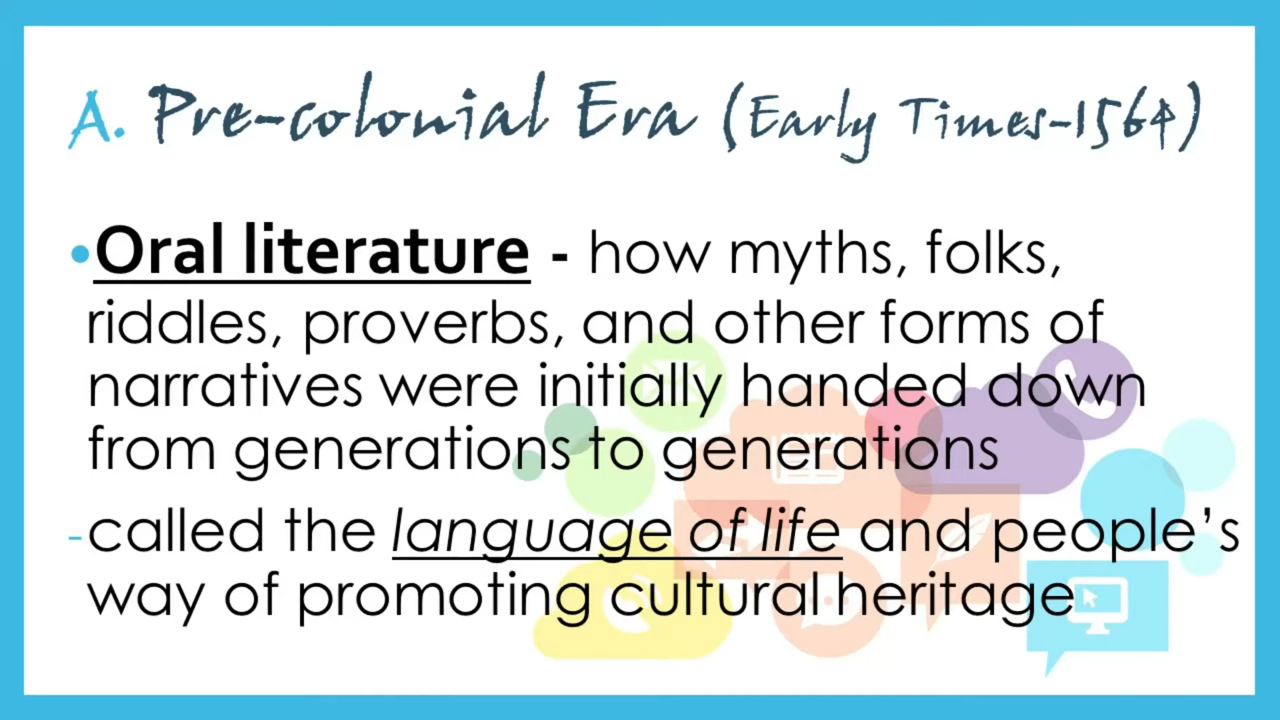 A. Pre-colonial Era (Early Times-1564)
•Oral literature - how myths, folks,
riddles, proverbs, and other forms of
narratives were initially handed down
from generations to generations
-called the language of life and people’s
way of promoting cultural heritage